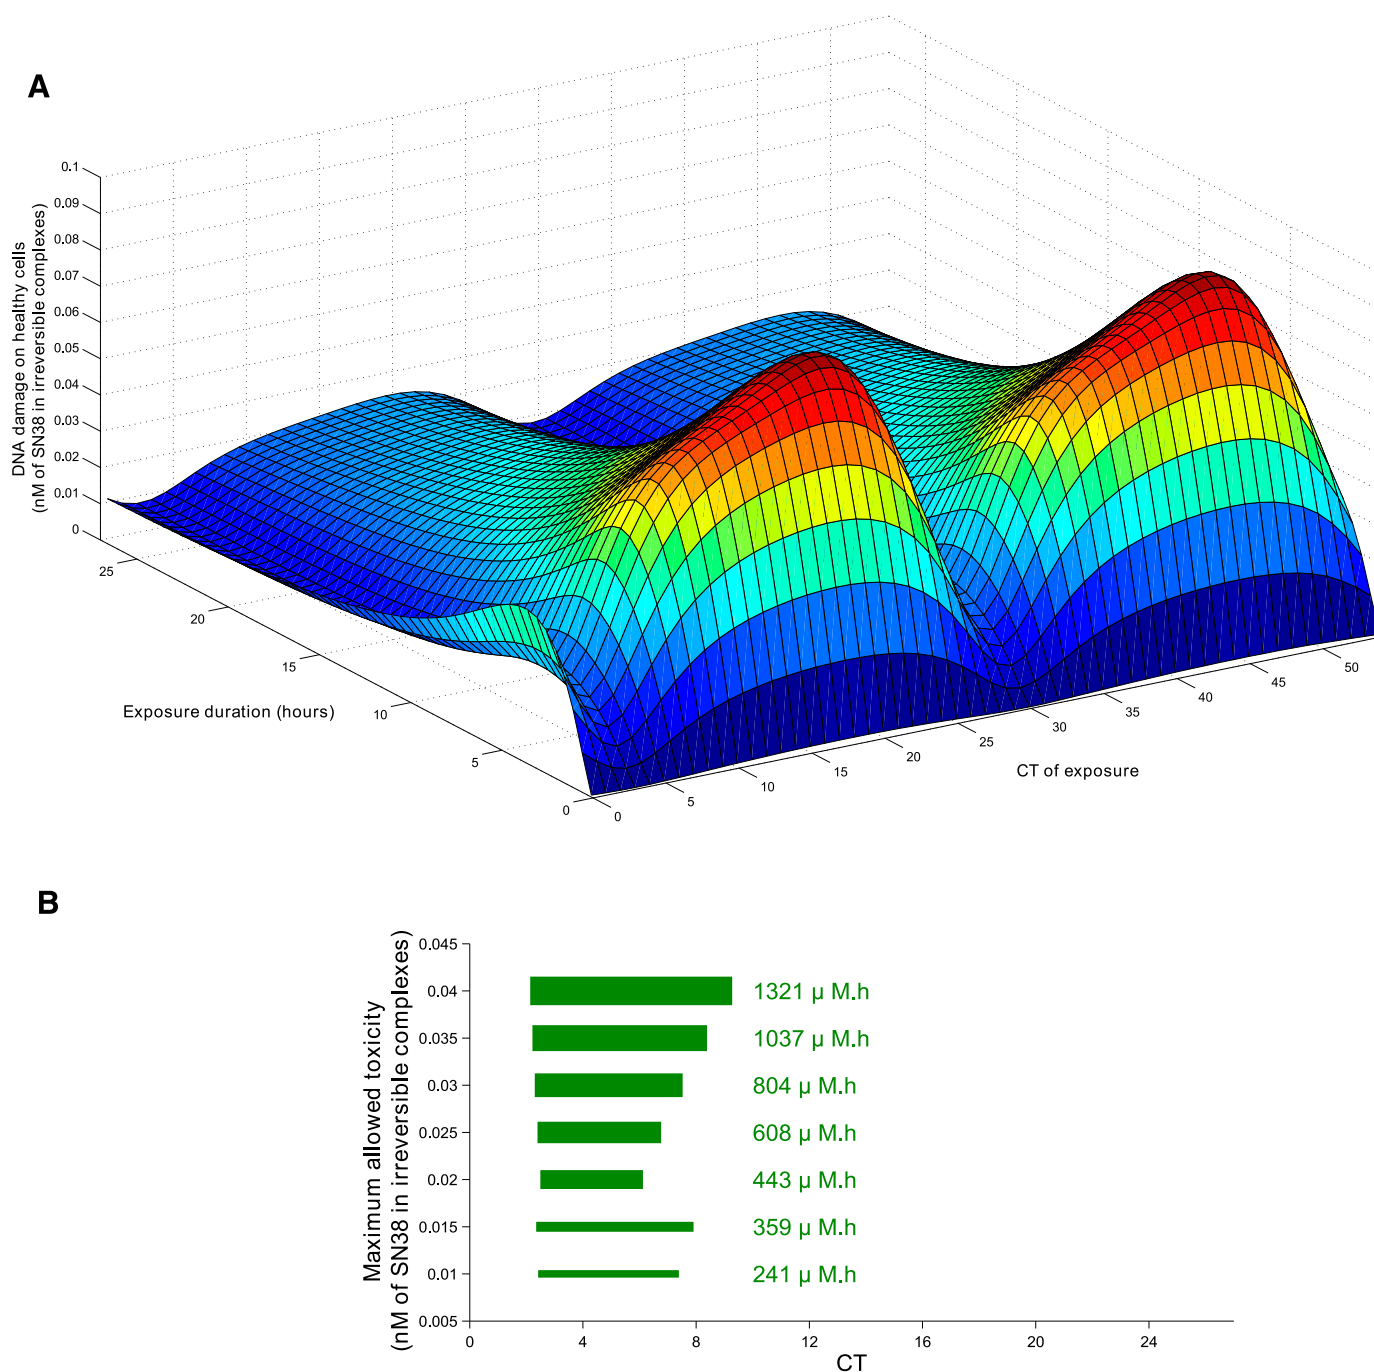 A
0.1
0.09
0.08
0.07
0.06
0.05
0.04
0.03
0.02
0.01
0
DNA damage on healthy cells
(nM of SN38 in irreversible complexes)
25
20
15
10
5
0
Exposure duration (hours)
0
5
10
15
20
25
30
35
40
45
50
CT of exposure
B
Maximum allowed toxicity
(nM of SN38 in irreversible complexes)
0.045
0.04
0.035
0.03
0.025
0.02
0.015
0.01
0.005
1321 µ M.h
1037 µ M.h
804 µ M.h
608 µ M.h
443 µ M.h
359 µ M.h
241 µ M.h
0
4
8
12
16
20
24
CT